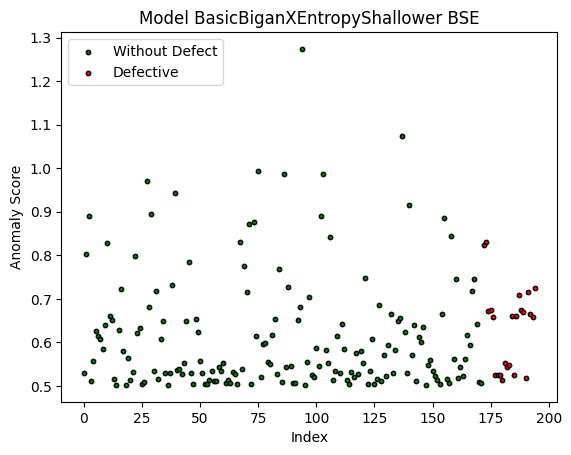 Model BasicBiganXEntropyShallower BSE
Without Defect
Defective
Anomaly Score
1.3
1.2
1.1
1.0
0.9
0.8
0.7
0.6
0.5
0 25 50 75 100 125 150 175 200
Index